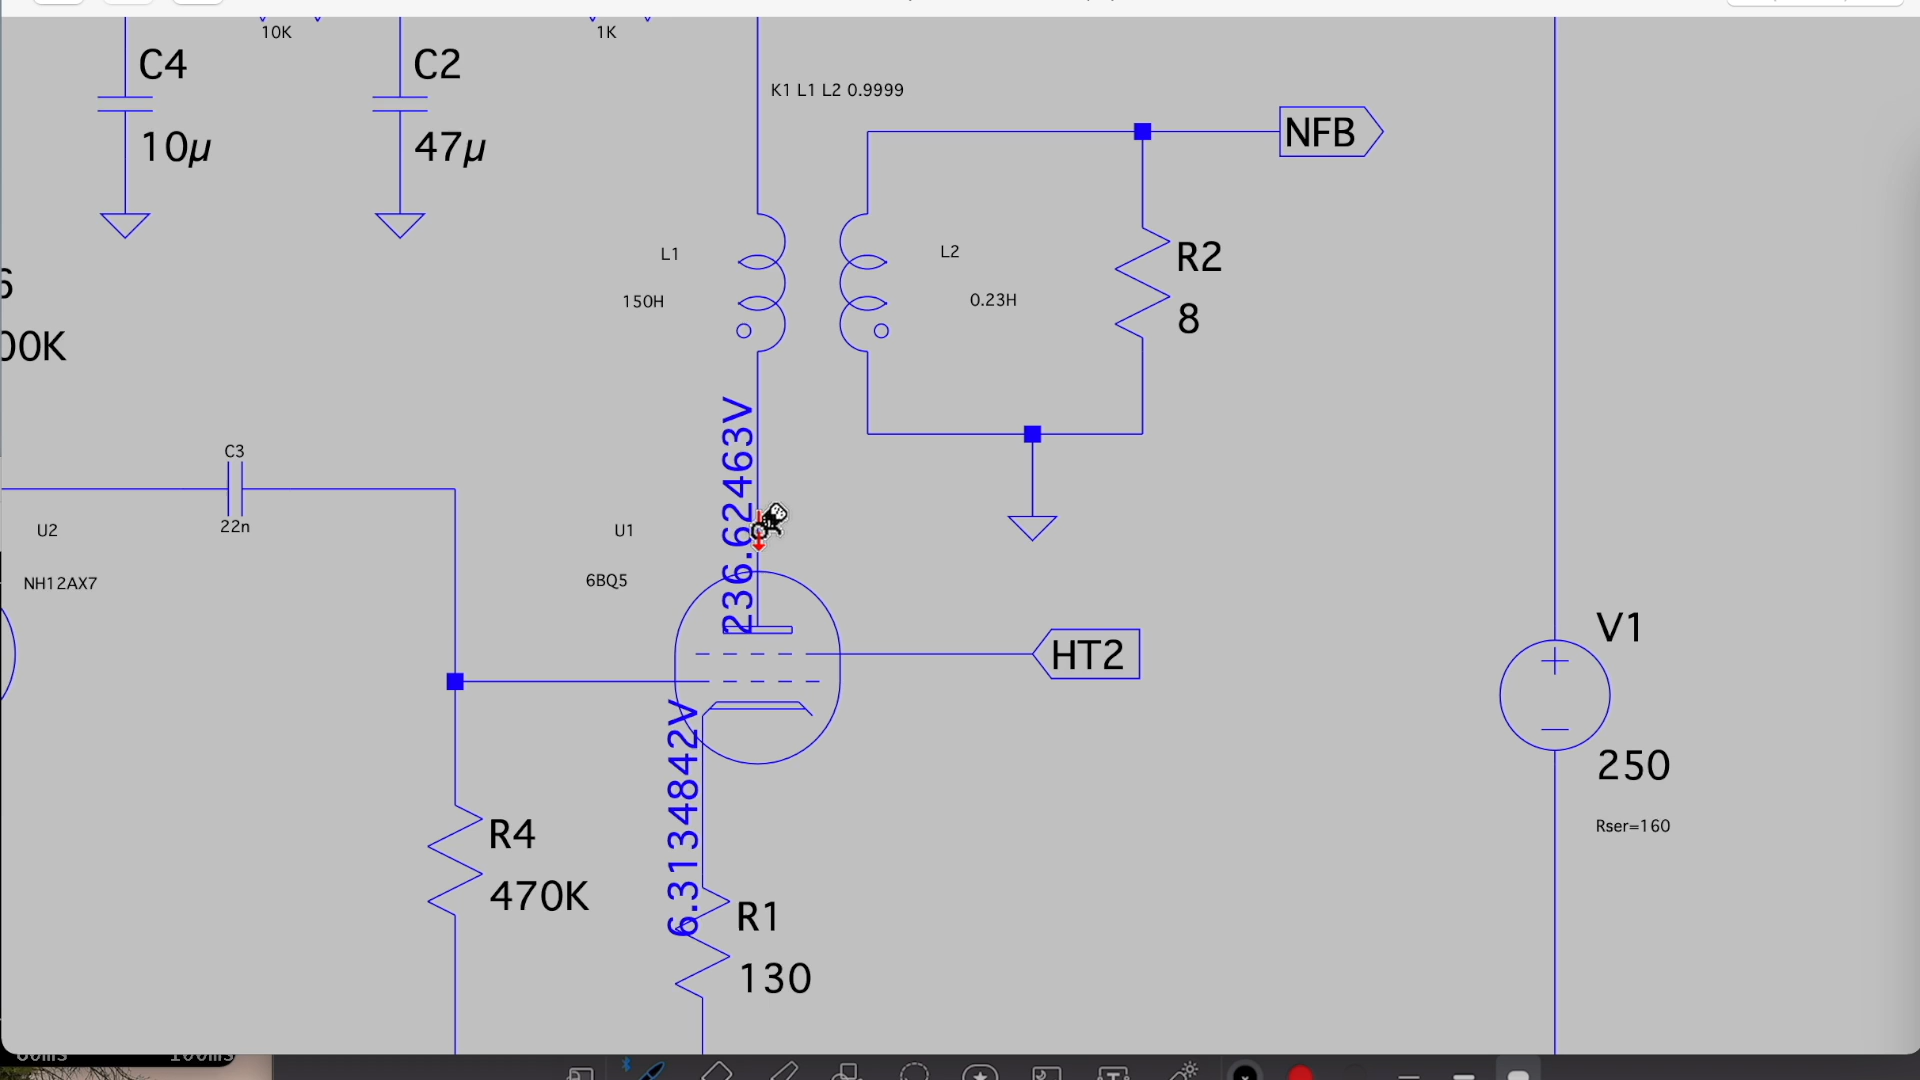 10K
1K
C4
10µ
C2
47µ
K1 L1 L2 0.9999
NFB
L1
150H
L2
0.23H
R2
8
00K
C3
22n
236.62463V
U2
NH12AX7
U1
6BQ5
HT2
V1
250
Rser=160
6.3134842V
R4
470K
R1
130
100ms